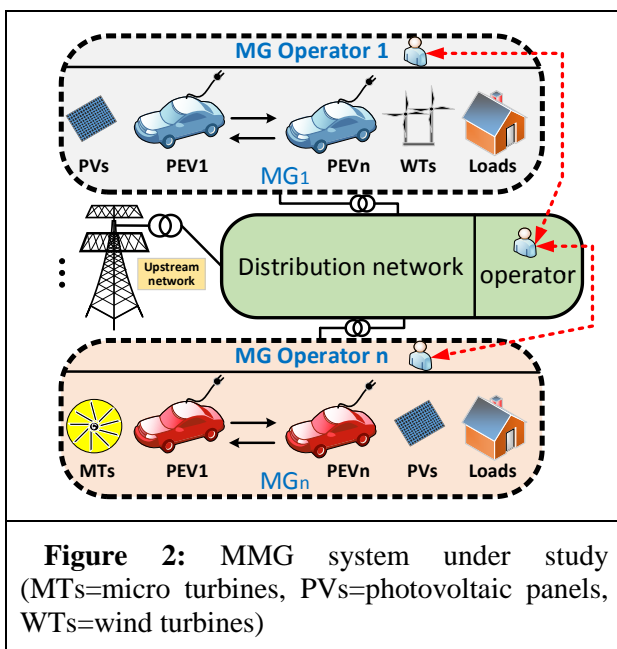 MG Operator 1
PVs PEV1 PEVn WTs Loads
MG1
Upstream
network
Distribution network
operator
MG Operator n
MTs PEV1 PEVn PVs Loads
MGn
Figure 2: MMG system under study
(MTs=micro turbines, PVs=photovoltaic panels,
WTs=wind turbines)